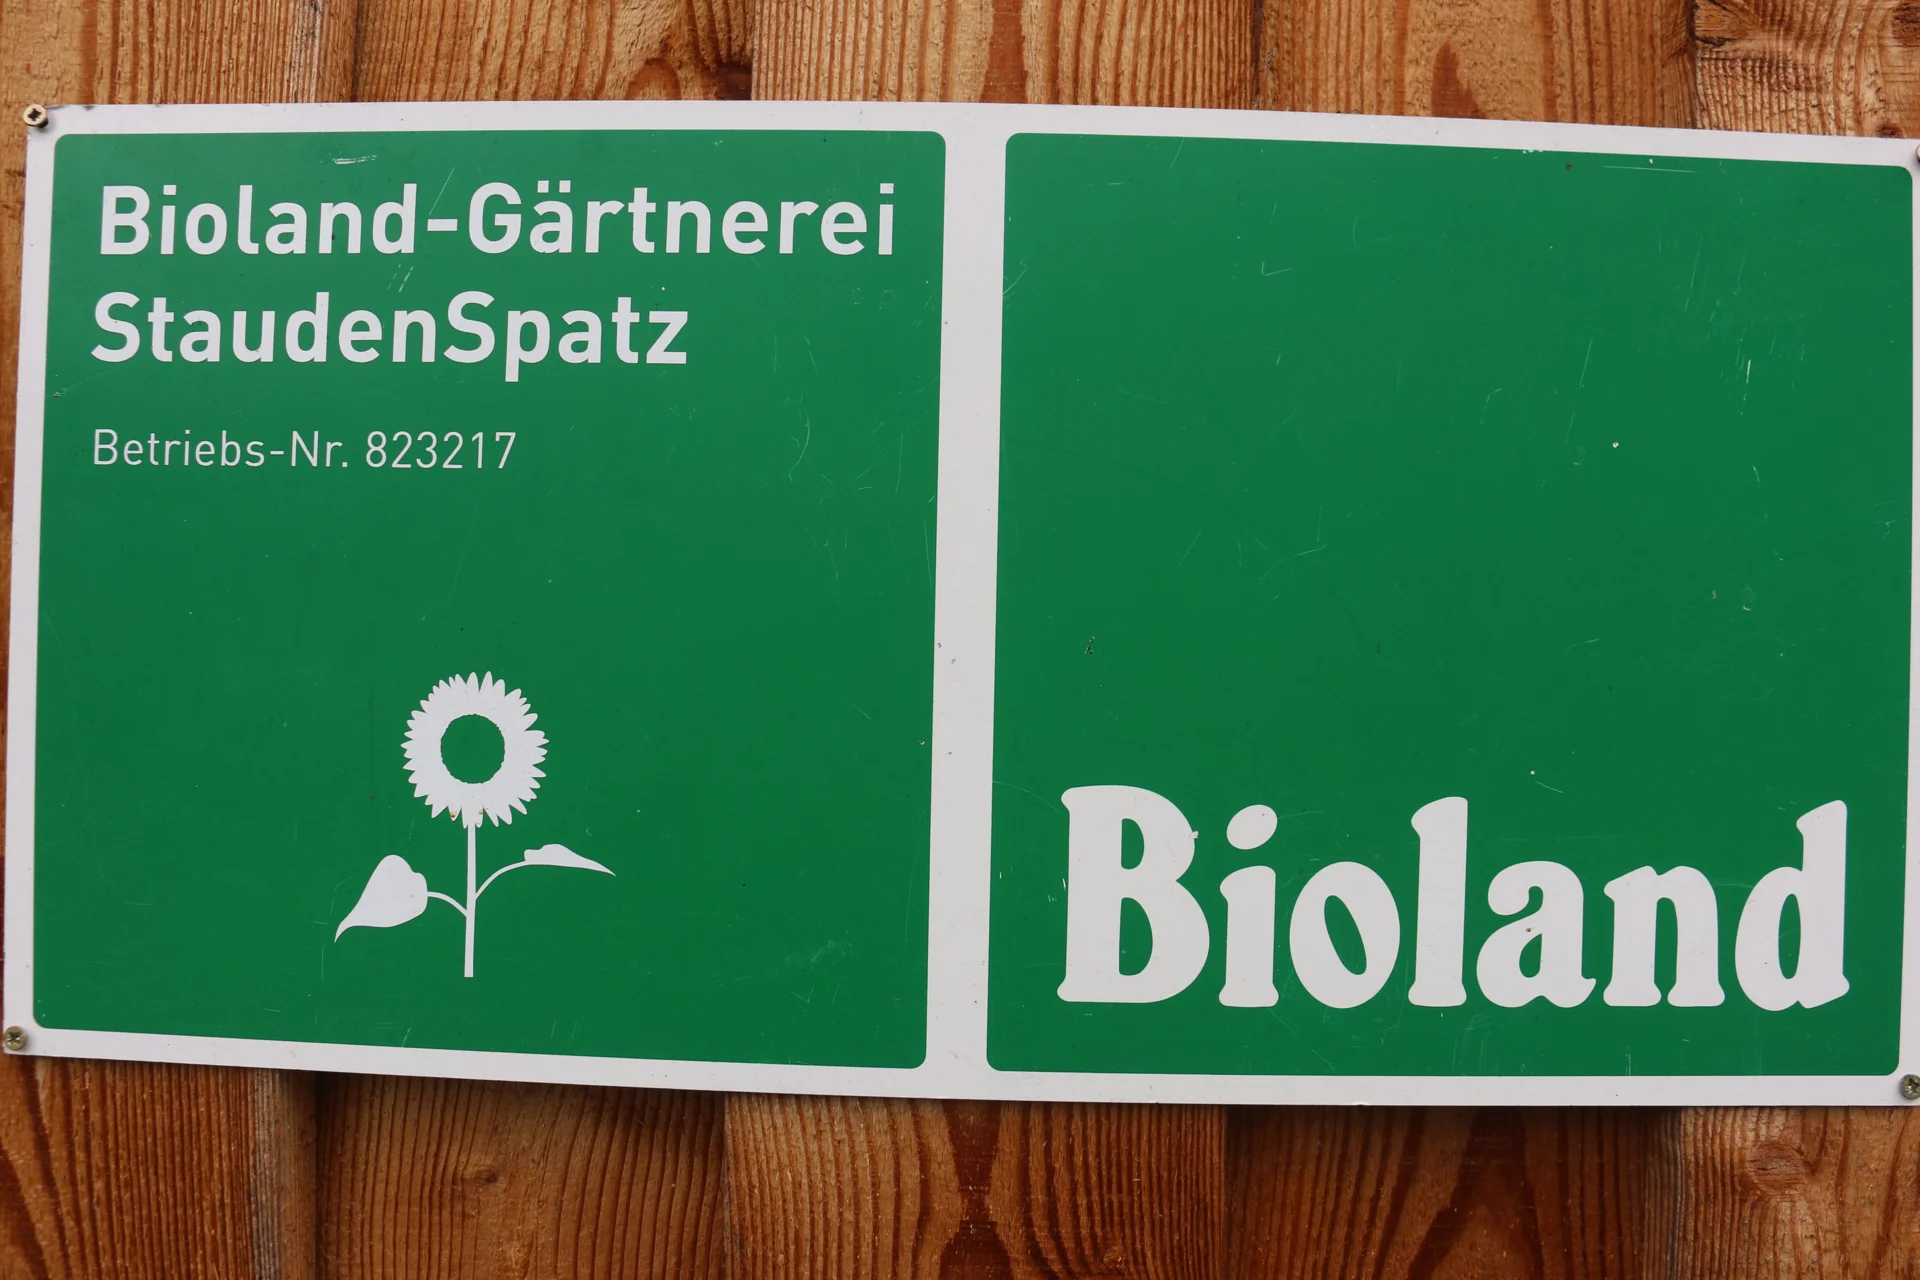 Bioland-Gärtnerei
StaudenSpatz
Betriebs-Nr. 823217
Bioland